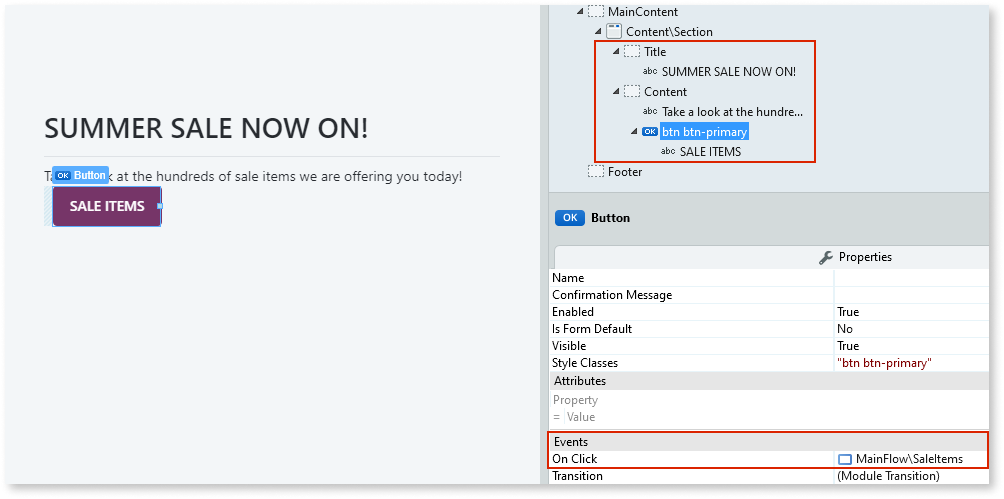 SUMMER SALE NOW ON!
OK Button
T k at the hundreds of sale items we are offering you today!
SALE ITEMS
MainContent
Content\Section
Title
abc SUMMER SALE NOW ON!
Content
abc Take a look at the hundre...
OK btn btn-primary
abc SALE ITEMS
Footer
OK Button
Properties
Name
Confirmation Message
Enabled True
Is Form Default No
Visible True
Style Classes "btn btn-primary"
Attributes
Property
= Value
Events
On Click MainFlow\SaleItems
Transition (Module Transition)